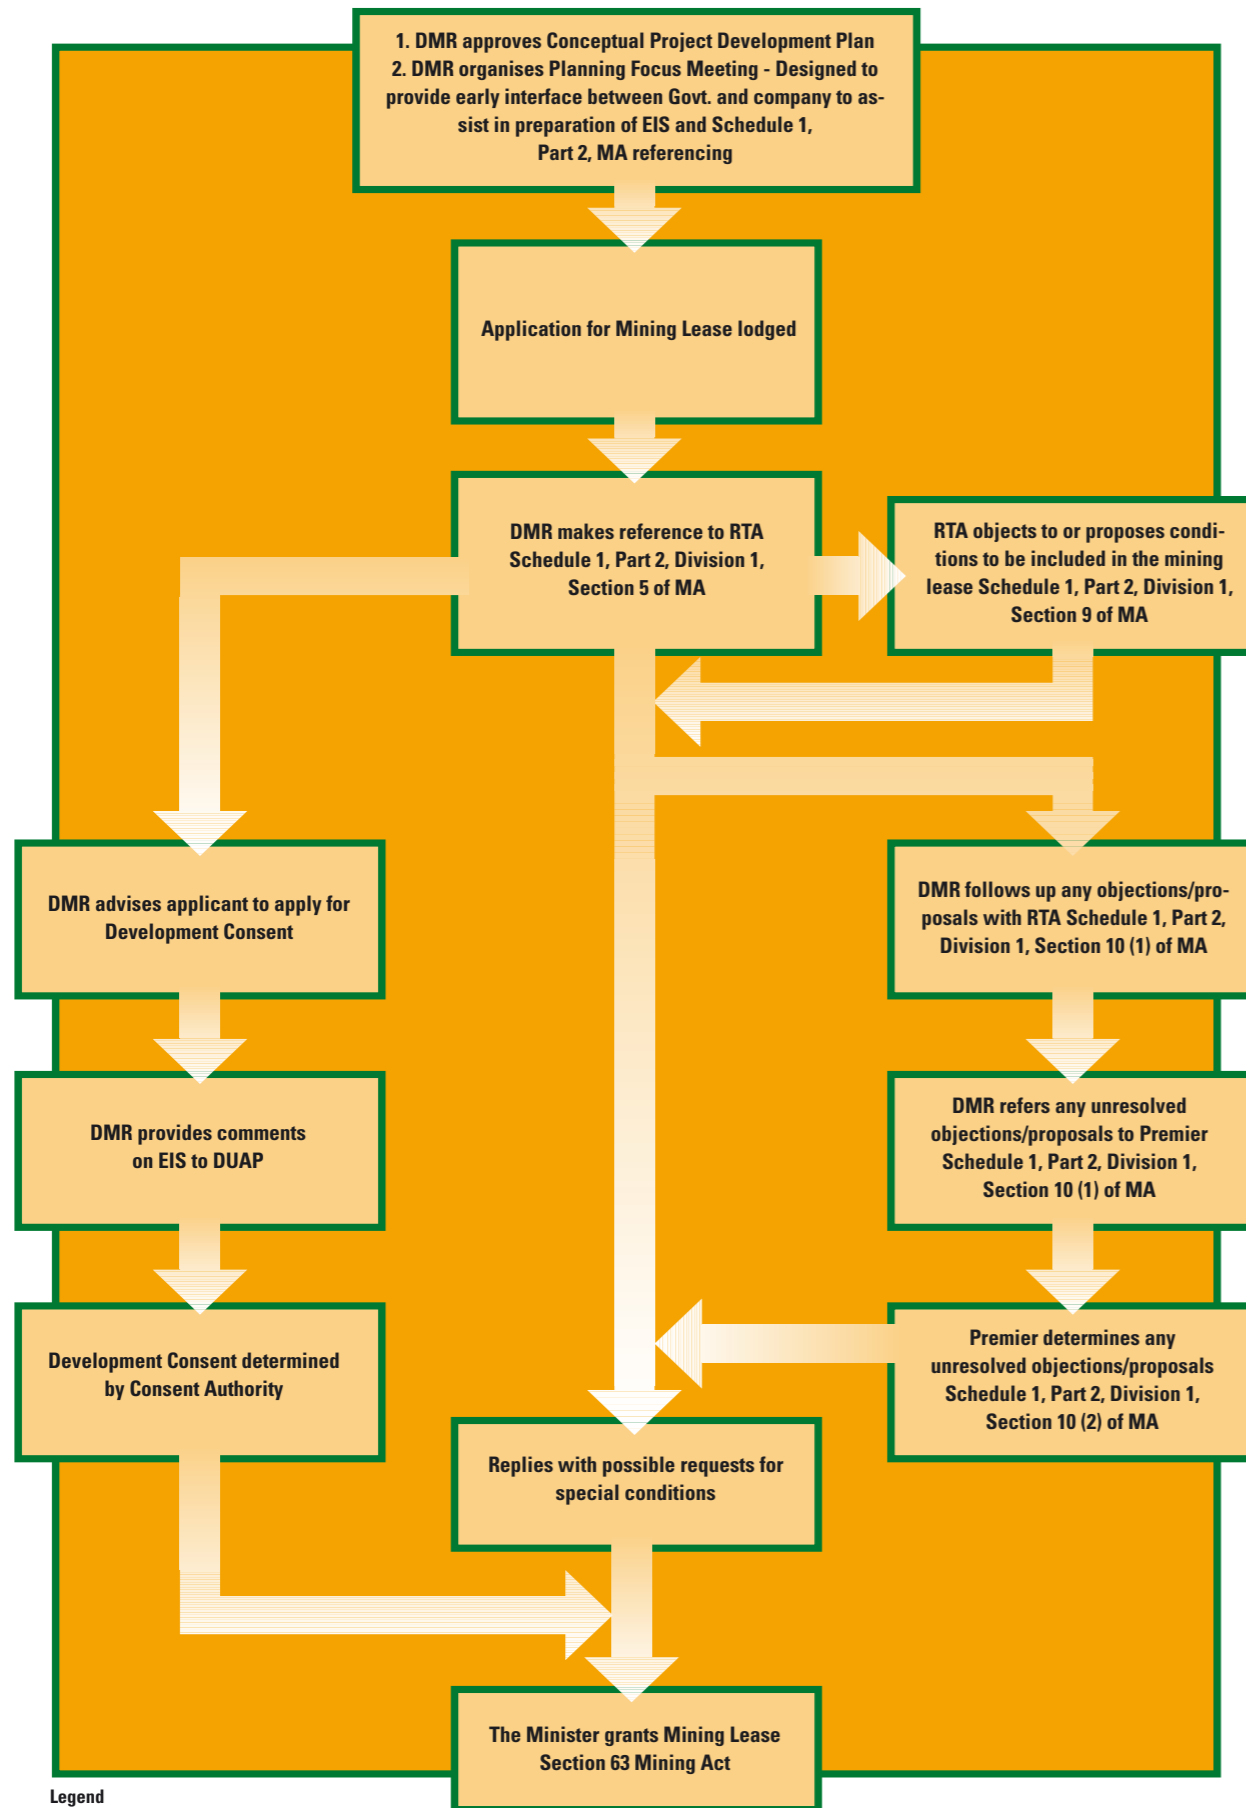 1. DMR approves Conceptual Project Development Plan
2. DMR organises Planning Focus Meeting - Designed to
provide early interface between Govt. and company to as-
sist in preparation of EIS and Schedule 1,
Part 2, MA referencing
Application for Mining Lease lodged
DMR makes reference to RTA
Schedule 1, Part 2, Division 1,
Section 5 of MA
RTA objects to or proposes condi-
tions to be included in the mining
lease Schedule 1, Part 2, Division 1,
Section 9 of MA
DMR advises applicant to apply for
Development Consent
DMR follows up any objections/pro-
posals with RTA Schedule 1, Part 2,
Division 1, Section 10 (1) of MA
DMR provides comments
on EIS to DUAP
DMR refers any unresolved
objections/proposals to Premier
Schedule 1, Part 2, Division 1,
Section 10 (1) of MA
Development Consent determined
by Consent Authority
Premier determines any
unresolved objections/proposals
Schedule 1, Part 2, Division 1,
Section 10 (2) of MA
Replies with possible requests for
special conditions
The Minister grants Mining Lease
Section 63 Mining Act
Legend